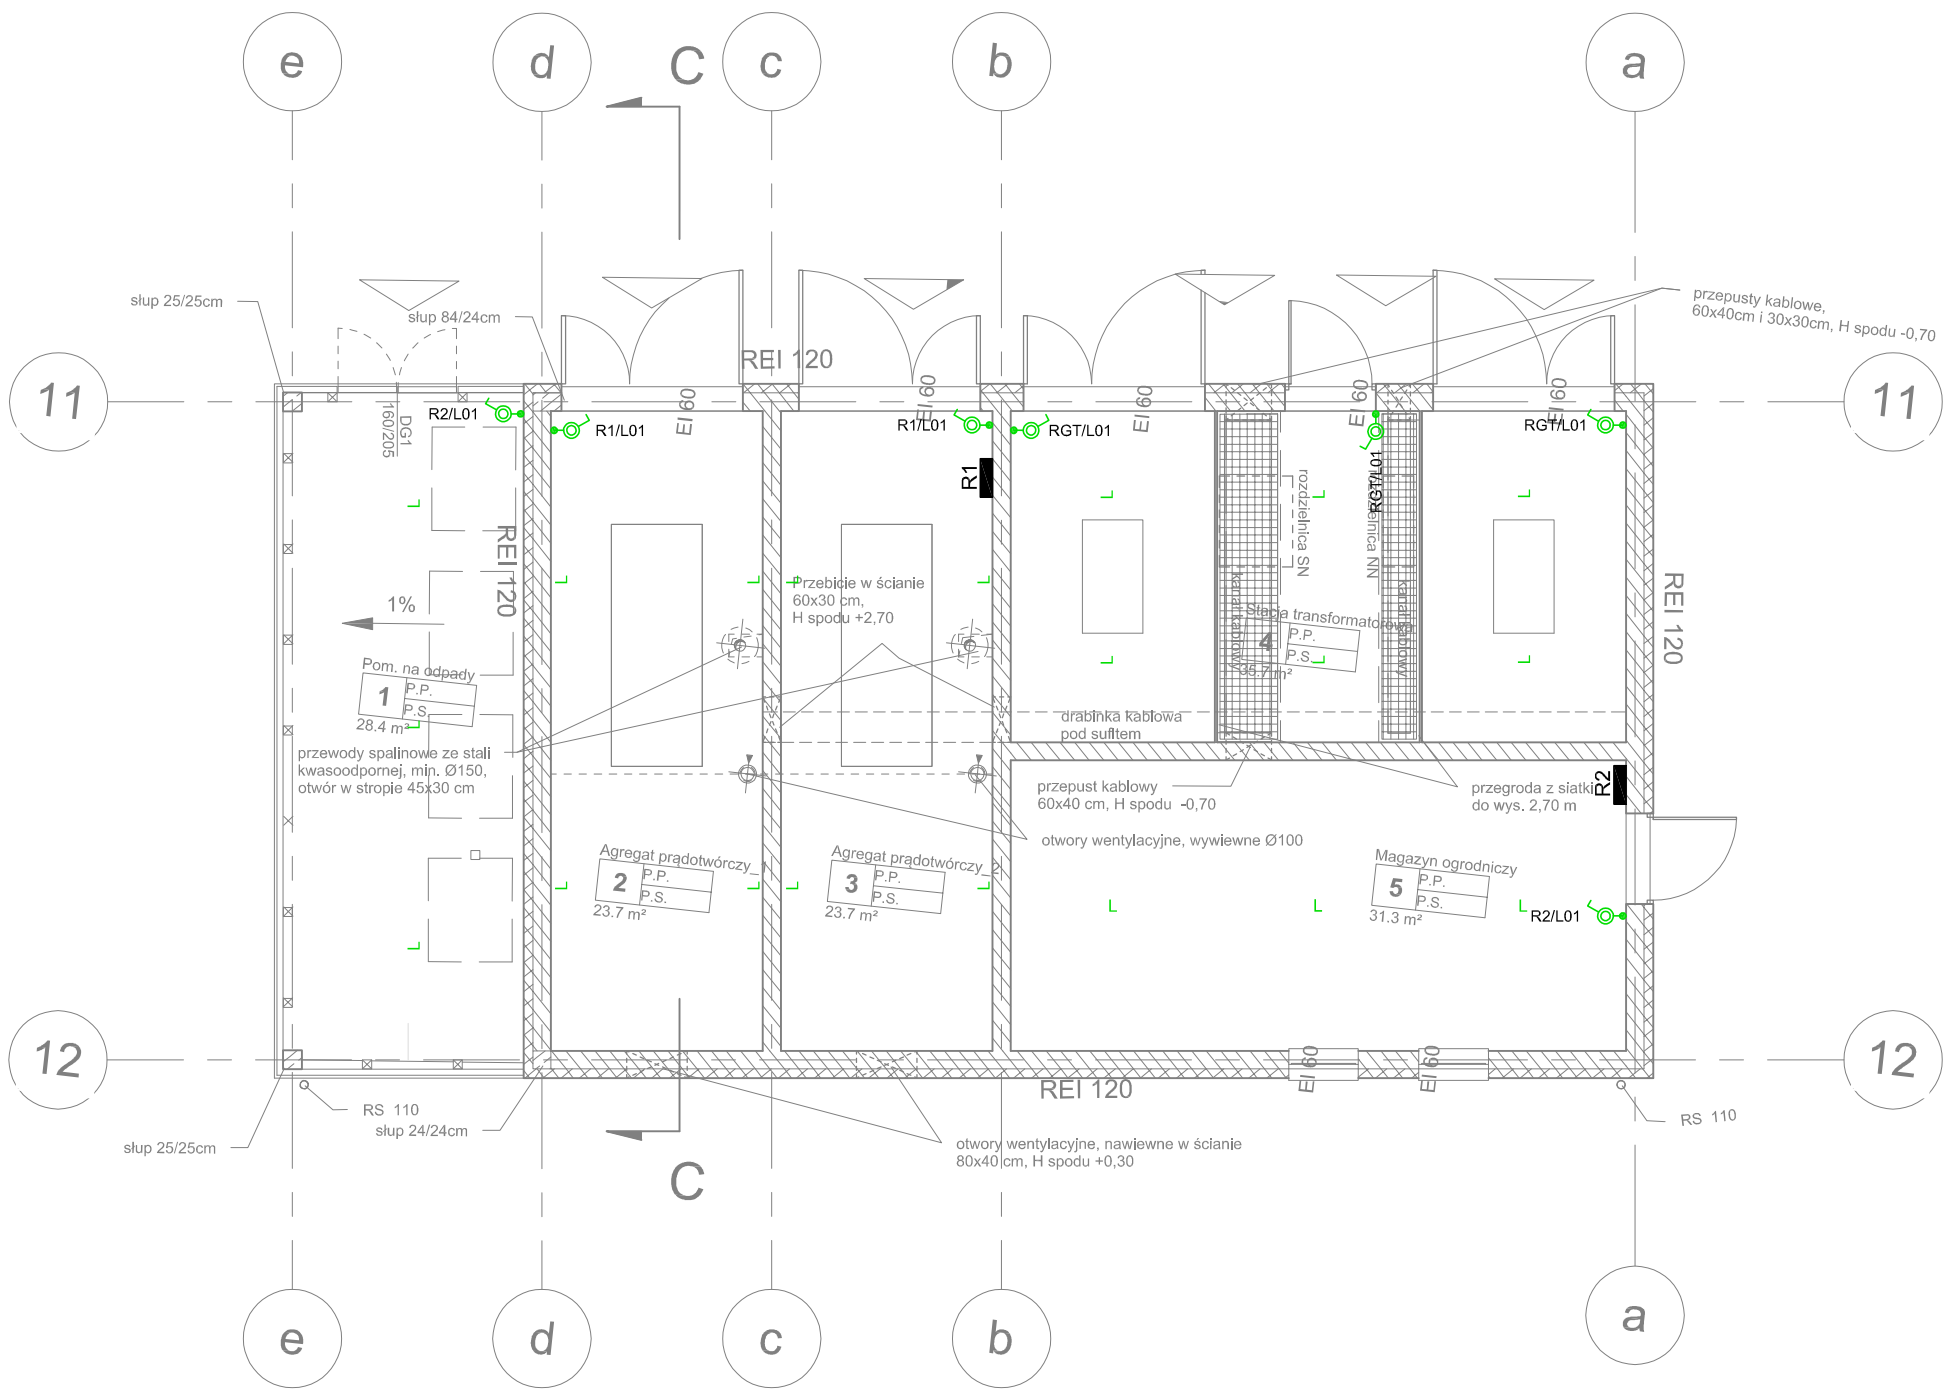 e
d
C
c
b
a
słup 25/25cm
słup 84/24cm
REI 120
przepusty kablowe,
60x40cm i 30x30cm, H spodu -0,70
11
11
DG1
160/205
R2/L01
R1/L01
EI 60
R1/L01
EI 60
RGT/L01
EI 60
EI 60
RGT/L01
RGT/L01
EI 60
R1
rozdzielnica SN
rozdzielnica NN
REI 120
REI 120
1%
Przebicie w ścianie
60x30 cm,
H spodu +2,70
kanał kablowy
kanał kablowy
Stacja transformatorowa
4
P.P.
P.S.
35.7 m²
Pom. na odpady
1
P.P.
P.S.
28.4 m²
drabinka kablowa
pod sufitem
przewody spalinowe ze stali
kwasoodpornej, min. Ø150,
otwór w stropie 45x30 cm
przepust kablowy
60x40 cm, H spodu -0,70
przegroda z siatki
do wys. 2,70 m
R2
otwory wentylacyjne, wywiewne Ø100
Agregat prądotwórczy_1
2
P.P.
P.S.
23.7 m²
Agregat prądotwórczy_2
3
P.P.
P.S.
23.7 m²
Magazyn ogrodniczy
5
P.P.
P.S.
31.3 m²
R2/L01
12
12
EI 60
EI 60
REI 120
RS 110
słup 24/24cm
RS 110
słup 25/25cm
otwory wentylacyjne, nawiewne w ścianie
80x40 cm, H spodu +0,30
C
e
d
c
b
a